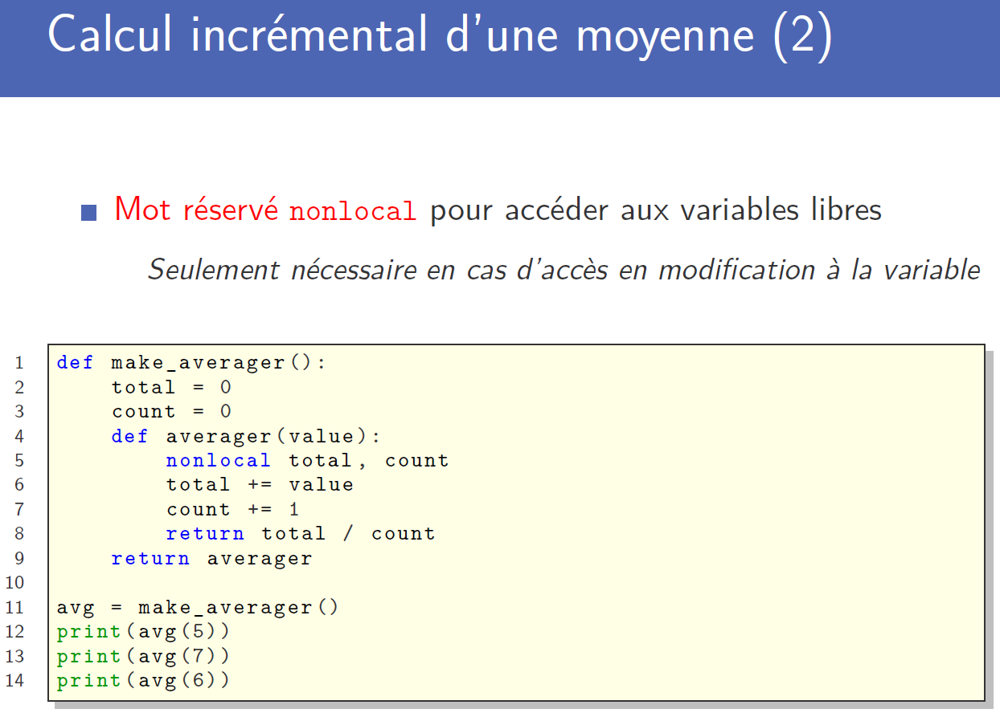 Calcul incrémental d'une moyenne (2)
Mot réservé nonlocal pour accéder aux variables libres
Seulement nécessaire en cas d'accès en modification à la variable
1 def make_averager():
2     total = 0
3     count = 0
4     def averager(value):
5         nonlocal total, count
6         total += value
7         count += 1
8         return total / count
9     return averager
10
11 avg = make_averager()
12 print(avg(5))
13 print(avg(7))
14 print(avg(6))